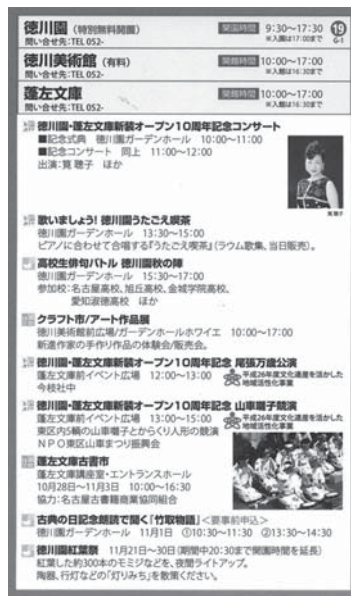 徳川園 (特別無料開園) 開園時間 9:30〜17:30 19
問い合せ先:TEL 052- ※入園は17:00まで G-1
徳川美術館 (有料) 開館時間 10:00〜17:00
問い合せ先:TEL 052- ※入館は16:30まで
蓬左文庫 開館時間 10:00〜17:00
問い合せ先:TEL 052- ※入館は16:30まで
徳川園・蓬左文庫新装オープン10周年記念コンサート
■記念式典 徳川園ガーデンホール 10:00〜11:00
■記念コンサート 同上 11:00〜12:00
出演:筧 聰子 ほか
筧 聰子
歌いましょう! 徳川園うたごえ喫茶
徳川園ガーデンホール 13:30〜15:00
ピアノに合わせて合唱する『うたごえ喫茶』(ラウム歌集、当日販売)。
高校生俳句バトル 徳川園秋の陣
徳川園ガーデンホール 15:30〜17:00
参加校:名古屋高校、旭丘高校、金城学院高校、
愛知淑徳高校 ほか
クラフト市/アート作品展
徳川美術館前広場/ガーデンホールホワイエ 10:00〜17:00
新進作家の手作り作品の体験会/販売会。
徳川園・蓬左文庫新装オープン10周年記念 尾張万歳公演
蓬左文庫前イベント広場 12:00〜13:00 平成26年度文化遺産を活かした
今枝社中 地域活性化事業
徳川園・蓬左文庫新装オープン10周年記念 山車囃子競演
蓬左文庫前イベント広場 13:00〜15:00 平成26年度文化遺産を活かした
東区内5輌の山車囃子とからくり人形の競演 地域活性化事業
NPO東区山車まつり振興会
蓬左文庫古書市
蓬左文庫講座室・エントランスホール
10月28日〜11月3日 10:00〜16:30
協力:名古屋古書籍商業協同組合
古典の日記念朗読で聞く『竹取物語』<要事前申込>
徳川園ガーデンホール 11月1日 ①10:30〜11:30 ②13:30〜14:30
徳川園紅葉祭 11月21日〜30日(期間中20:30まで開園時間を延長)
紅葉した約300本のモミジなどを、夜間ライトアップ。
陶器、行灯などの「灯りみち」を散策ください。